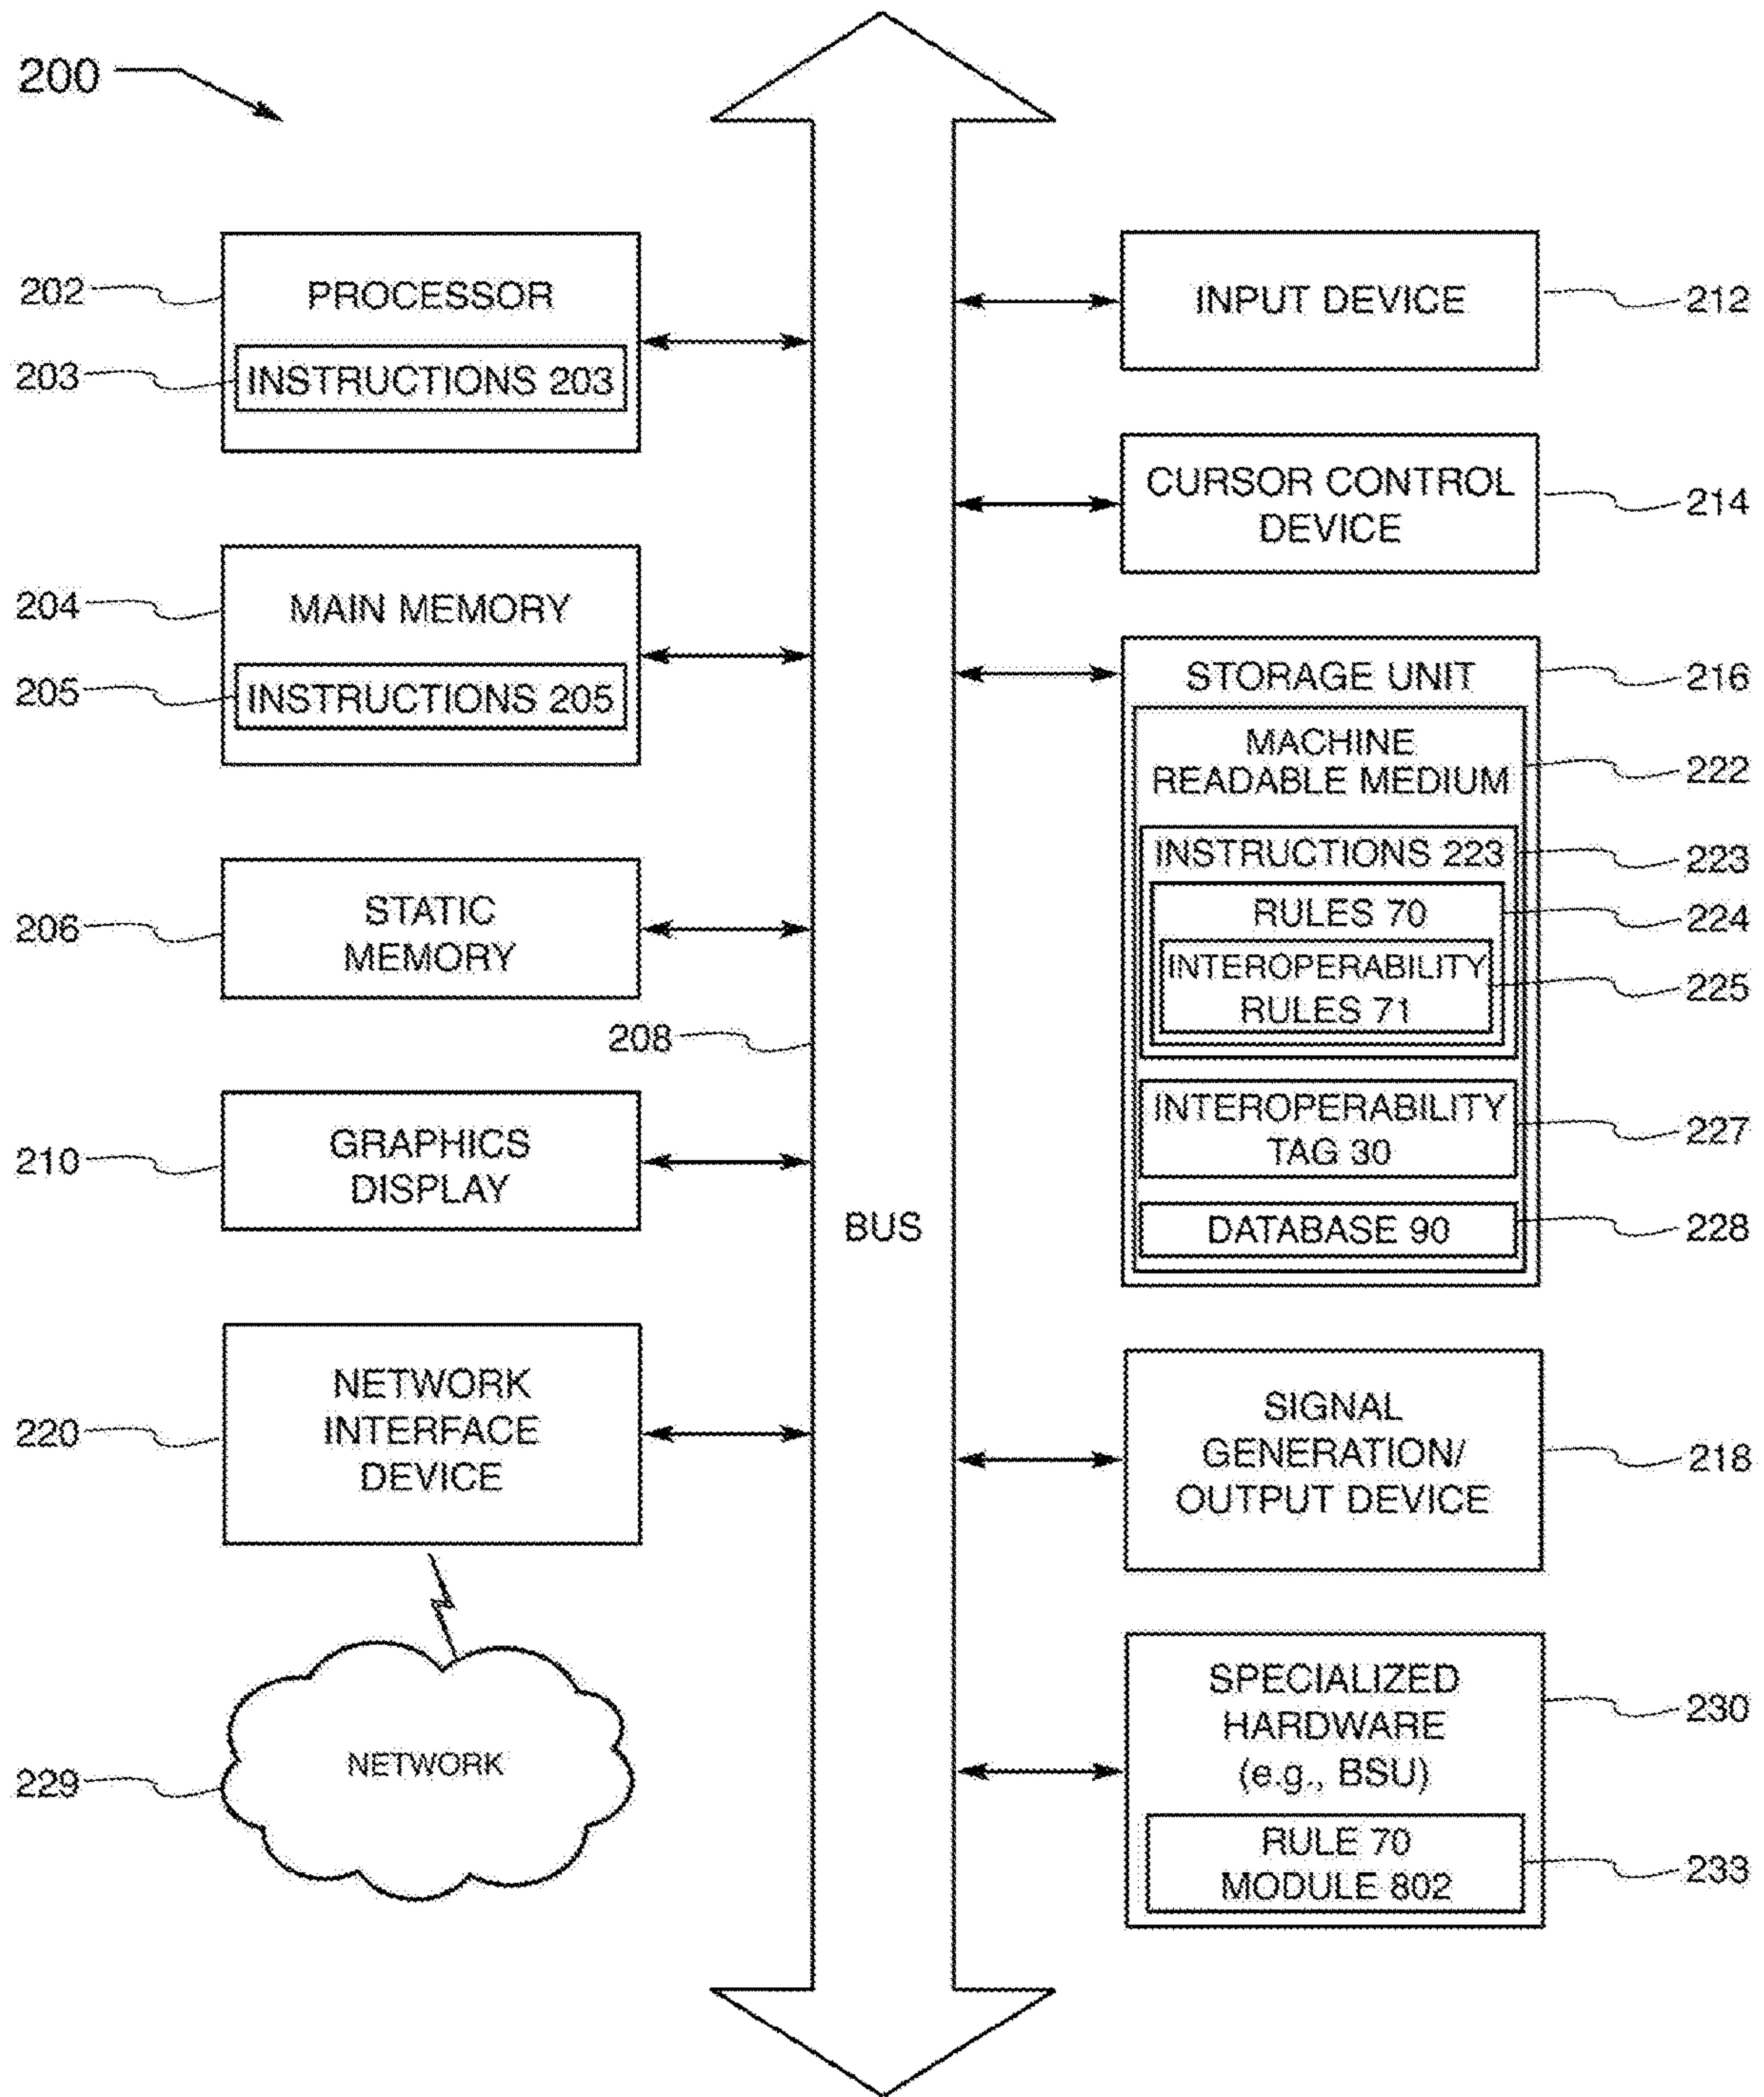 200
202
PROCESSOR
203
INSTRUCTIONS 203
204
MAIN MEMORY
205
INSTRUCTIONS 205
206
STATIC
MEMORY
208
210
GRAPHICS
DISPLAY
BUS
220
NETWORK
INTERFACE
DEVICE
229
NETWORK
INPUT DEVICE
212
CURSOR CONTROL
DEVICE
214
STORAGE UNIT
216
MACHINE
READABLE MEDIUM
222
INSTRUCTIONS 223
223
RULES 70
224
INTEROPERABILITY
RULES 71
225
INTEROPERABILITY
TAG 30
227
DATABASE 90
228
SIGNAL
GENERATION/
OUTPUT DEVICE
218
SPECIALIZED
HARDWARE
(e.g., BSU)
230
RULE 70
MODULE 802
233